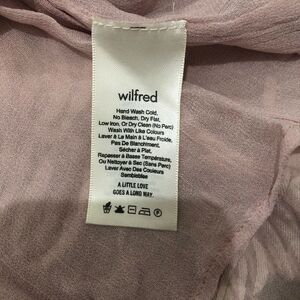 wilfred
Hand Wash Cold,
No Bleach, Dry Flat,
Low Iron, Or Dry Clean (No Perc)
Wash With Like Colours
Laver À La Main à L'eau Froide,
Pas De Blanchiment,
Sécher à Plat,
Repasser à Basse Température,
Ou Nettoyer à Sec (Sans Perc)
Laver Avec Des Couleurs
Semblables
A LITTLE LOVE
GOES A LONG WAY.